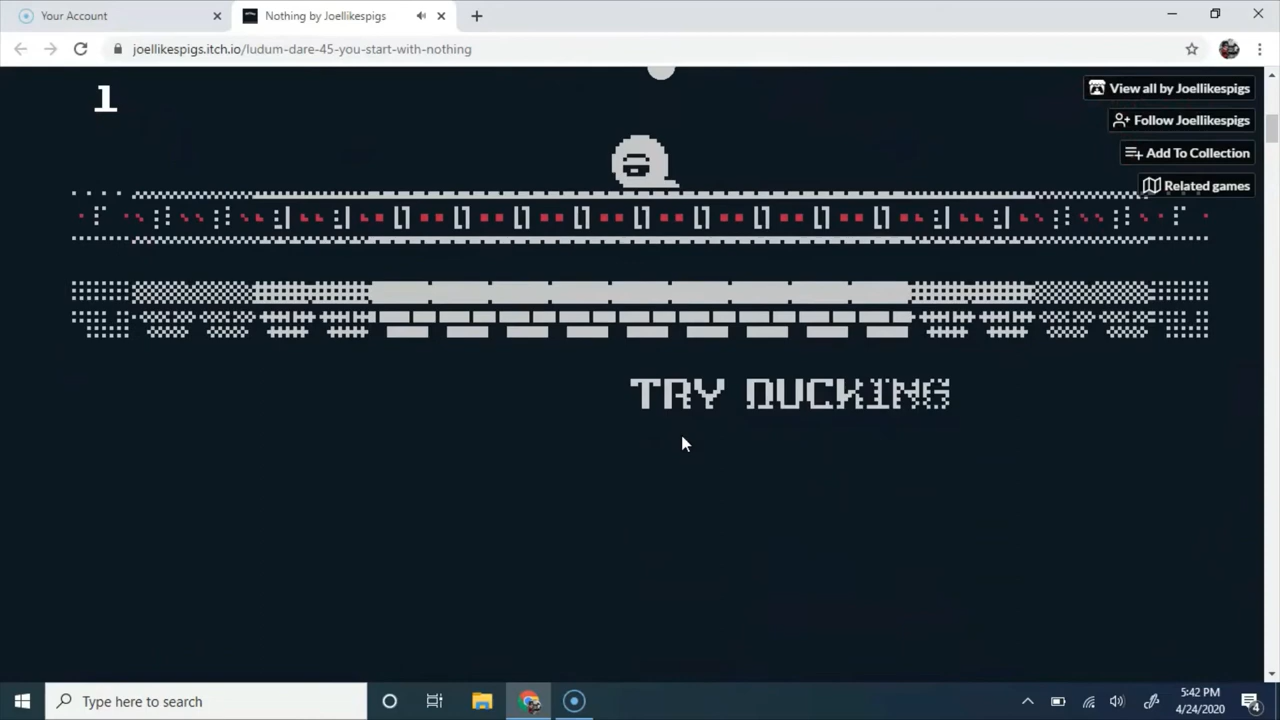 Your Account
Nothing by Joellikespigs
joellikespigs.itch.io/ludum-dare-45-you-start-with-nothing
1
View all by Joellikespigs
Follow Joellikespigs
Add To Collection
Related games
TRY DUCKING
Type here to search
5:42 PM
4/24/2020
4